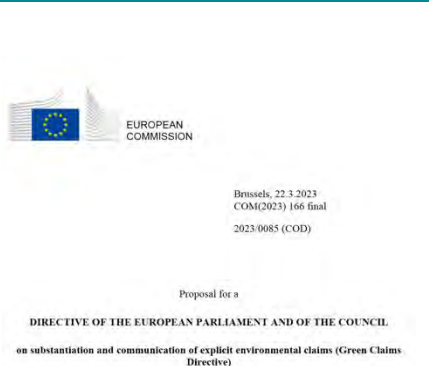 EUROPEAN
COMMISSION
Brussels, 22.3.2023
COM(2023) 166 final
2023/0085 (COD)
Proposal for a
DIRECTIVE OF THE EUROPEAN PARLIAMENT AND OF THE COUNCIL
on substantiation and communication of explicit environmental claims (Green Claims
Directive)